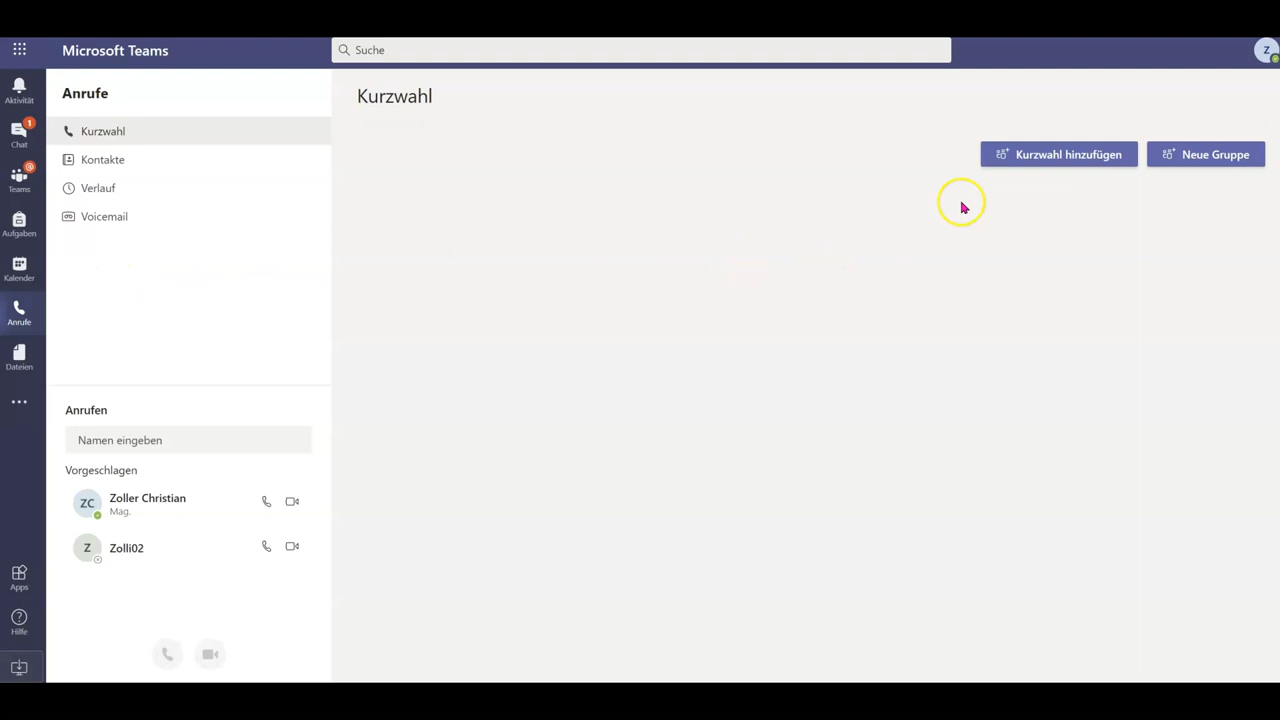 Microsoft Teams
Suche
Z
Aktivität
1
Chat
@
Teams
Aufgaben
Kalender
Anrufe
Dateien
Apps
Hilfe
Anrufe
Kurzwahl
Kontakte
Verlauf
Voicemail
Anrufen
Namen eingeben
Vorgeschlagen
ZC
Zoller Christian
Mag.
Z
Zolli02
Kurzwahl
Kurzwahl hinzufügen
Neue Gruppe